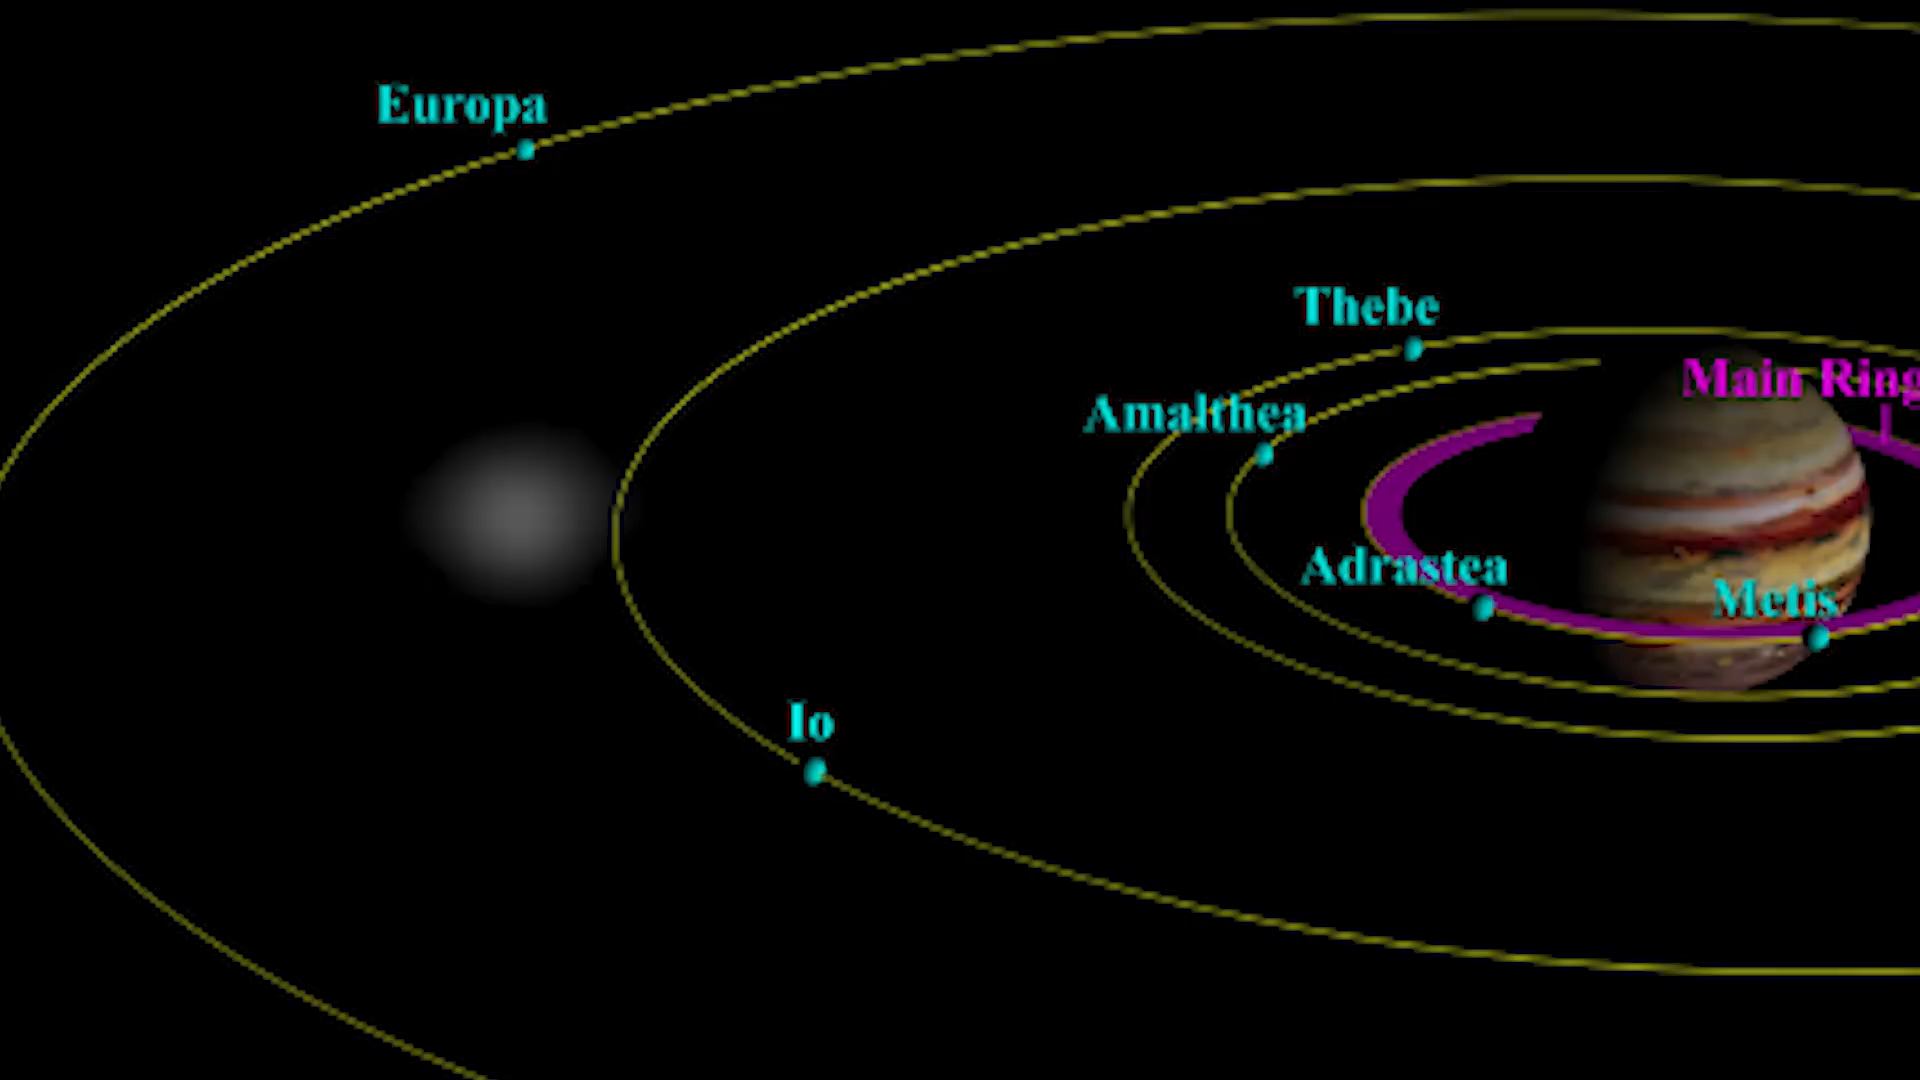 Europa
Thebe
Main Ring
Amalthea
Adrastea
Metis
Io